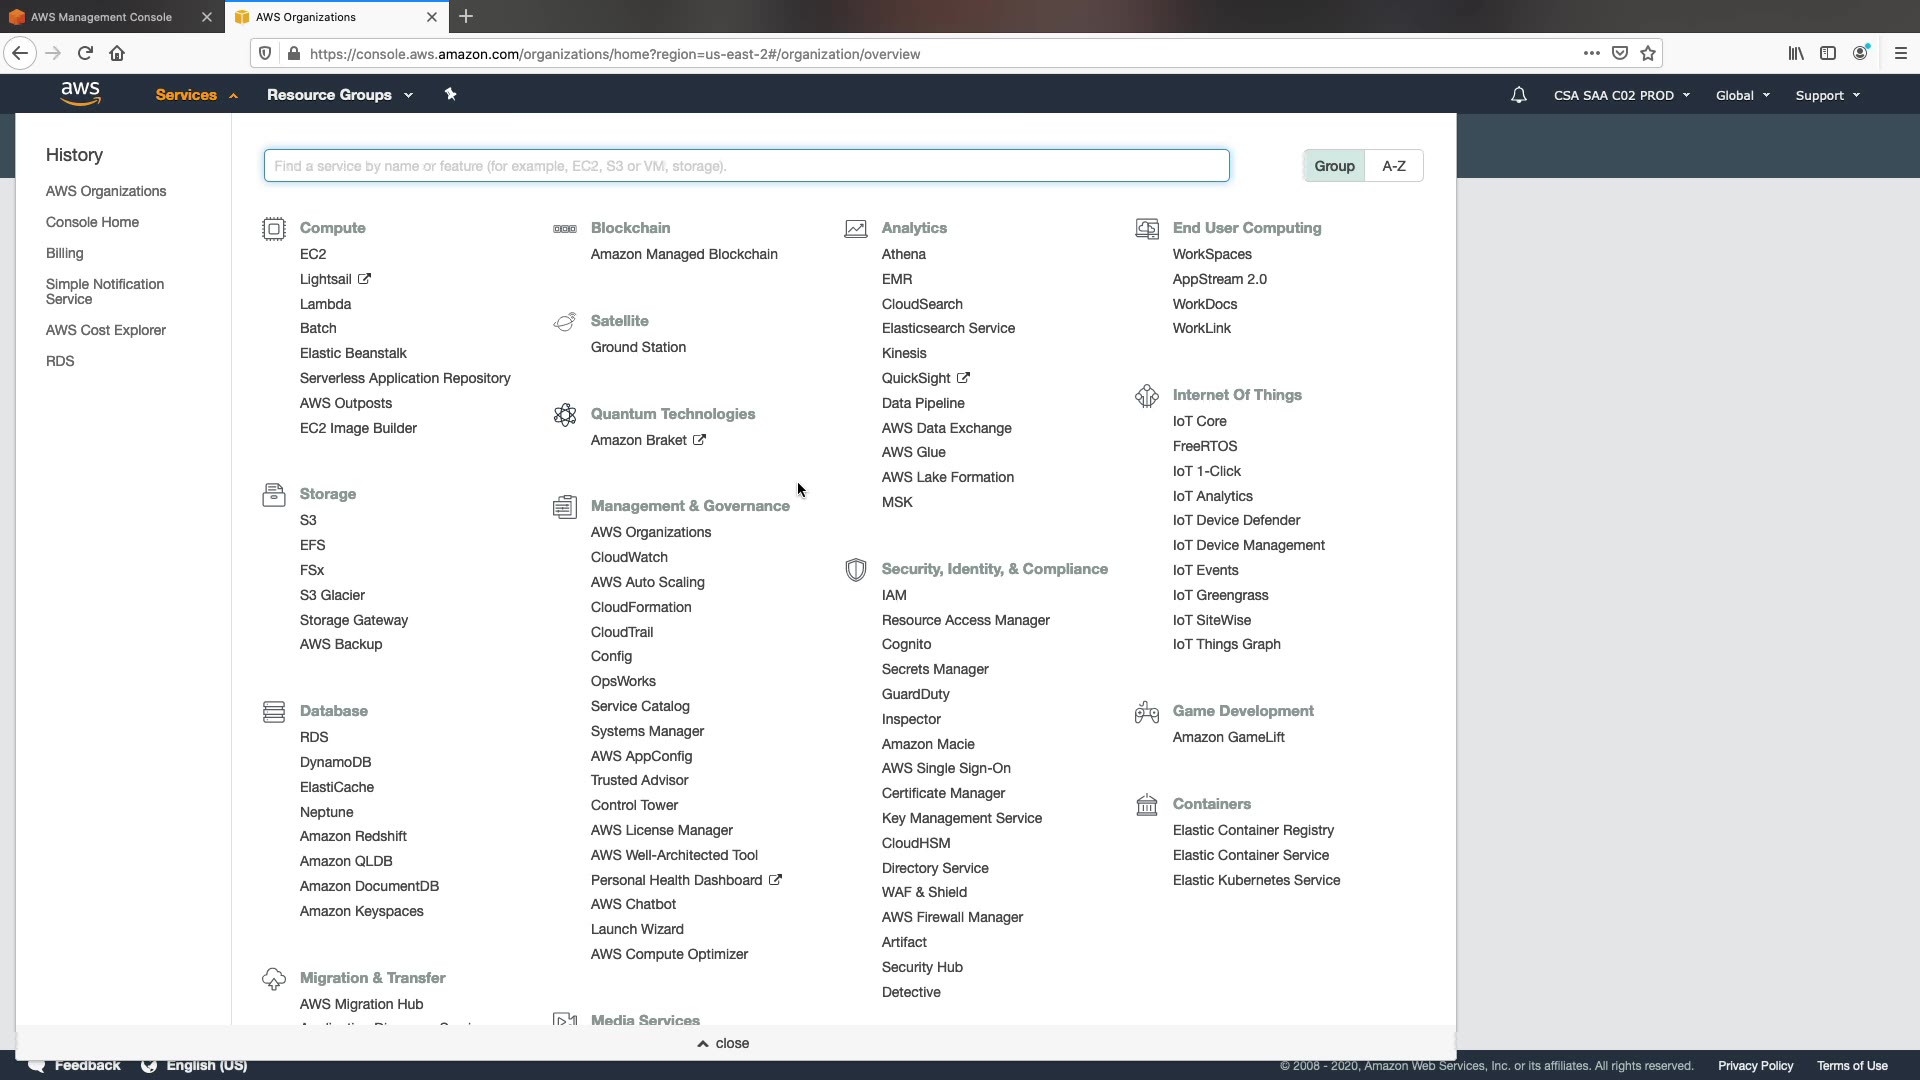 AWS Management Console
AWS Organizations
https://console.aws.amazon.com/organizations/home?region=us-east-2#/organization/overview
aws
Services
Resource Groups
CSA SAA C02 PROD
Global
Support
History
AWS Organizations
Console Home
Billing
Simple Notification
Service
AWS Cost Explorer
RDS
Find a service by name or feature (for example, EC2, S3 or VM, storage).
Group
A-Z
Compute
EC2
Lightsail
Lambda
Batch
Elastic Beanstalk
Serverless Application Repository
AWS Outposts
EC2 Image Builder
Storage
S3
EFS
FSx
S3 Glacier
Storage Gateway
AWS Backup
Database
RDS
DynamoDB
ElastiCache
Neptune
Amazon Redshift
Amazon QLDB
Amazon DocumentDB
Amazon Keyspaces
Migration & Transfer
AWS Migration Hub
Blockchain
Amazon Managed Blockchain
Satellite
Ground Station
Quantum Technologies
Amazon Braket
Management & Governance
AWS Organizations
CloudWatch
AWS Auto Scaling
CloudFormation
CloudTrail
Config
OpsWorks
Service Catalog
Systems Manager
AWS AppConfig
Trusted Advisor
Control Tower
AWS License Manager
AWS Well-Architected Tool
Personal Health Dashboard
AWS Chatbot
Launch Wizard
AWS Compute Optimizer
Media Services
Analytics
Athena
EMR
CloudSearch
Elasticsearch Service
Kinesis
QuickSight
Data Pipeline
AWS Data Exchange
AWS Glue
AWS Lake Formation
MSK
Security, Identity, & Compliance
IAM
Resource Access Manager
Cognito
Secrets Manager
GuardDuty
Inspector
Amazon Macie
AWS Single Sign-On
Certificate Manager
Key Management Service
CloudHSM
Directory Service
WAF & Shield
AWS Firewall Manager
Artifact
Security Hub
Detective
End User Computing
WorkSpaces
AppStream 2.0
WorkDocs
WorkLink
Internet Of Things
IoT Core
FreeRTOS
IoT 1-Click
IoT Analytics
IoT Device Defender
IoT Device Management
IoT Events
IoT Greengrass
IoT SiteWise
IoT Things Graph
Game Development
Amazon GameLift
Containers
Elastic Container Registry
Elastic Container Service
Elastic Kubernetes Service
close
Feedback
English (US)
© 2008 - 2020, Amazon Web Services, Inc. or its affiliates. All rights reserved.
Privacy Policy
Terms of Use